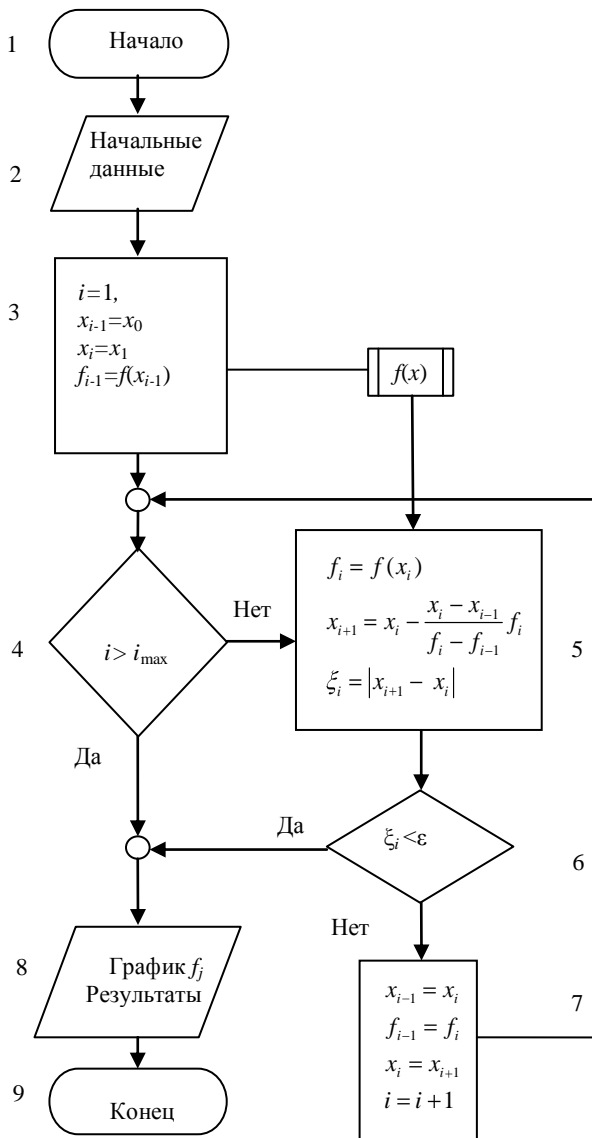 1
Начало
2
Начальные
данные
3
i=1,
x_{i-1}=x_0
x_i=x_1
f_{i-1}=f(x_{i-1})
f(x)
4
i> i_{max}
Нет
Да
5
f_i = f(x_i)
x_{i+1} = x_i - \frac{x_i - x_{i-1}}{f_i - f_{i-1}} f_i
ξ_i = |x_{i+1} - x_i|
6
ξ_i <ε
Да
Нет
7
x_{i-1} = x_i
f_{i-1} = f_i
x_i = x_{i+1}
i = i+1
8
График f_j
Результаты
9
Конец